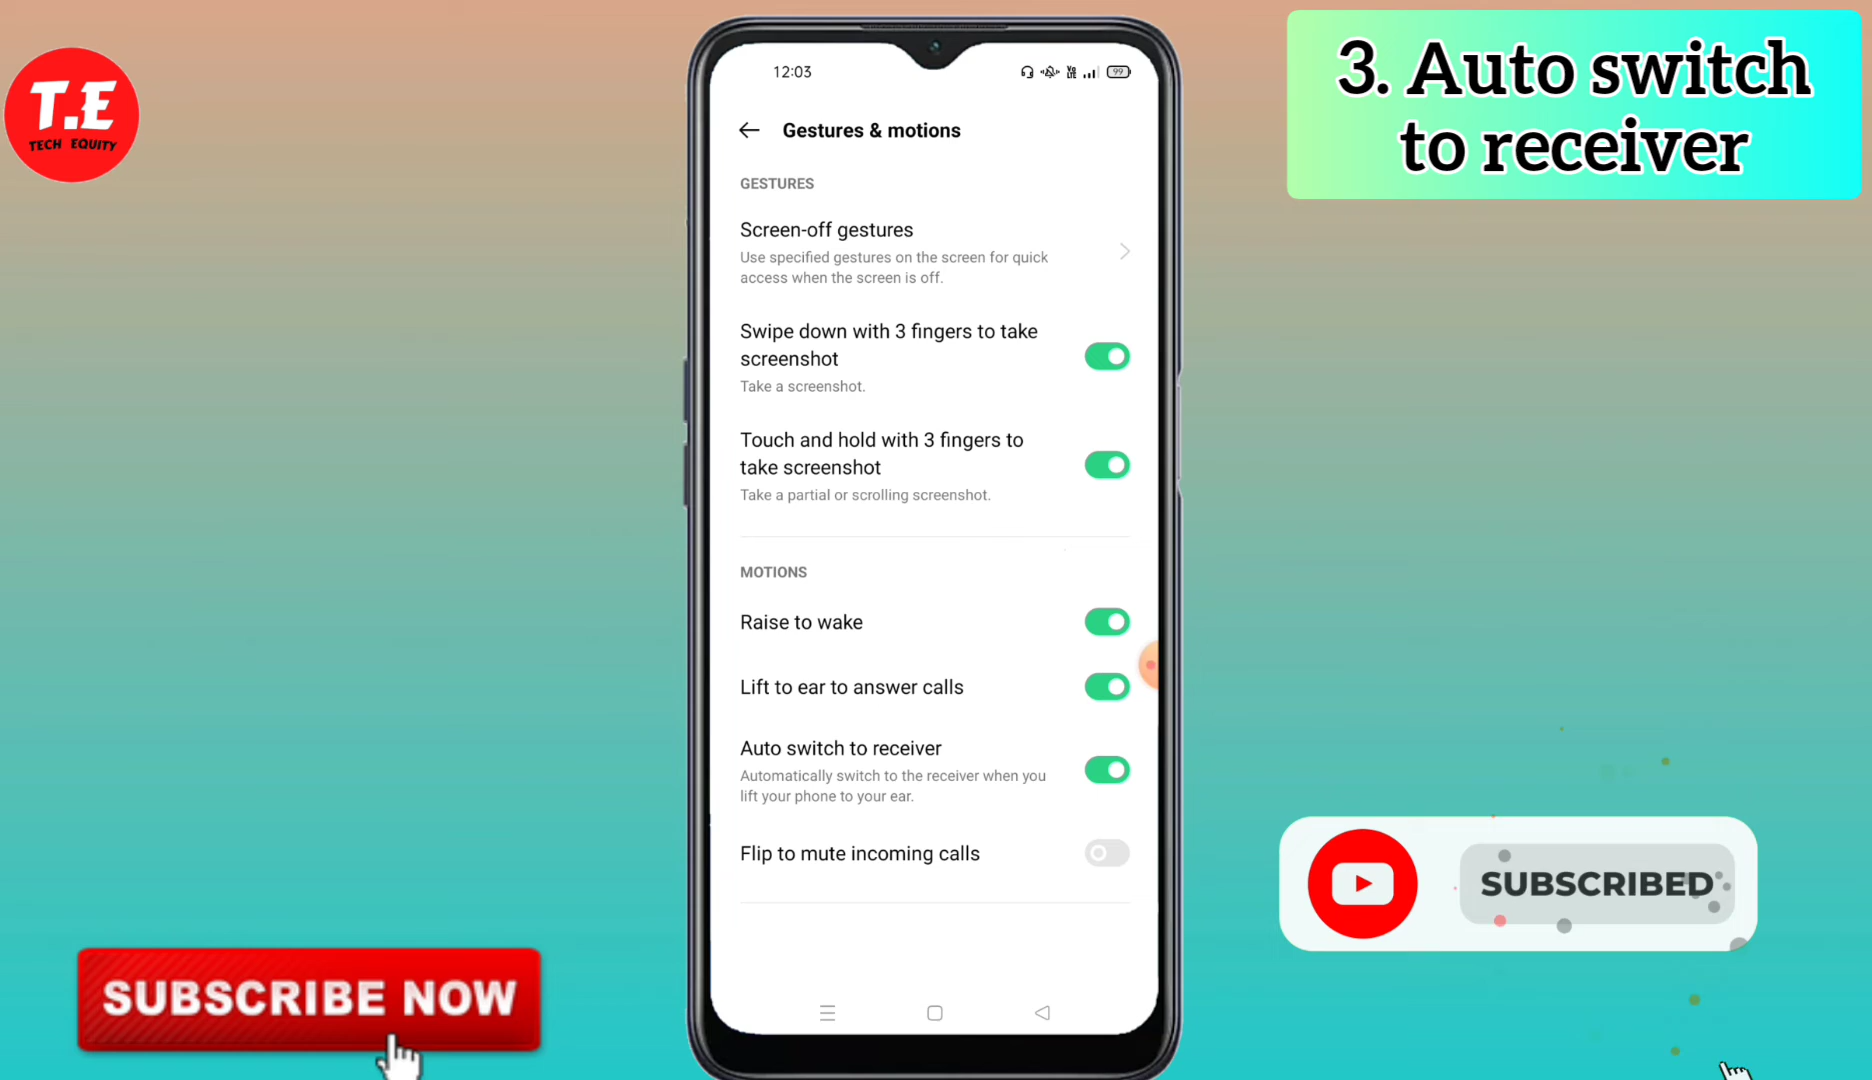 T.E
TECH EQUITY
3. Auto switch
to receiver
12:03
VO
LTE
99
Gestures & motions
GESTURES
Screen-off gestures
Use specified gestures on the screen for quick
access when the screen is off.
Swipe down with 3 fingers to take
screenshot
Take a screenshot.
Touch and hold with 3 fingers to
take screenshot
Take a partial or scrolling screenshot.
MOTIONS
Raise to wake
Lift to ear to answer calls
Auto switch to receiver
Automatically switch to the receiver when you
lift your phone to your ear.
Flip to mute incoming calls
SUBSCRIBED
SUBSCRIBE NOW